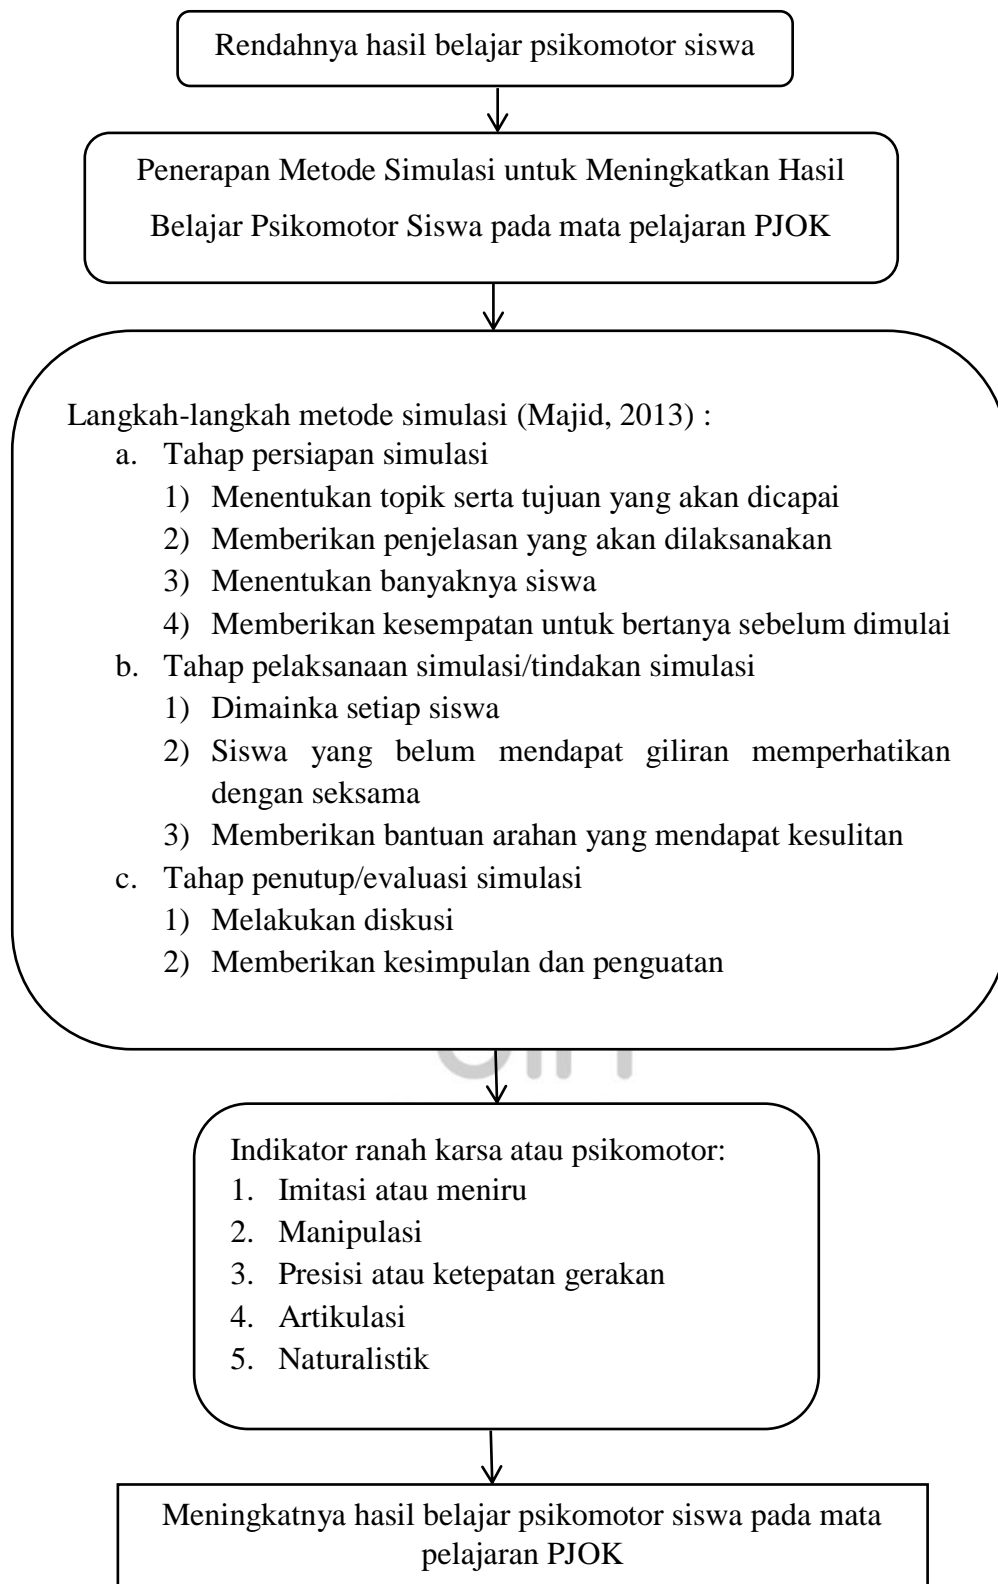 Rendahnya hasil belajar psikomotor siswa
Penerapan Metode Simulasi untuk Meningkatkan Hasil
Belajar Psikomotor Siswa pada mata pelajaran PJOK
Langkah-langkah metode simulasi (Majid, 2013) :
a. Tahap persiapan simulasi
1) Menentukan topik serta tujuan yang akan dicapai
2) Memberikan penjelasan yang akan dilaksanakan
3) Menentukan banyaknya siswa
4) Memberikan kesempatan untuk bertanya sebelum dimulai
b. Tahap pelaksanaan simulasi/tindakan simulasi
1) Dimainka setiap siswa
2) Siswa yang belum mendapat giliran memperhatikan
dengan seksama
3) Memberikan bantuan arahan yang mendapat kesulitan
c. Tahap penutup/evaluasi simulasi
1) Melakukan diskusi
2) Memberikan kesimpulan dan penguatan
Indikator ranah karsa atau psikomotor:
1. Imitasi atau meniru
2. Manipulasi
3. Presisi atau ketepatan gerakan
4. Artikulasi
5. Naturalistik
Meningkatnya hasil belajar psikomotor siswa pada mata
pelajaran PJOK